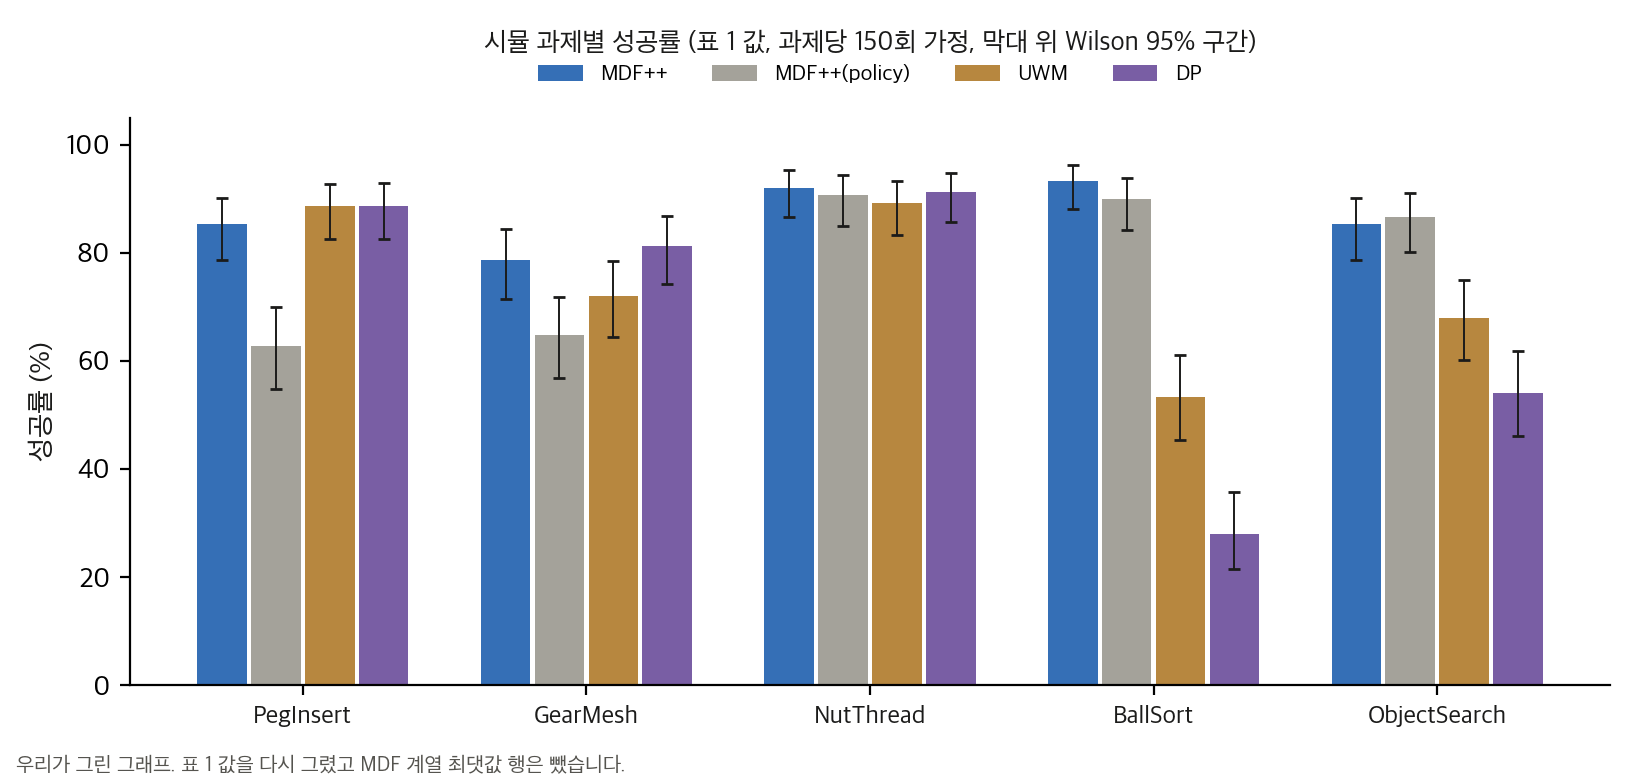 시뮬 과제별 성공률 (표 1 값, 과제당 150회 가정, 막대 위 Wilson 95% 구간)
MDF++ MDF++(policy) UWM DP
성공률 (%)
100
80
60
40
20
0
PegInsert GearMesh NutThread BallSort ObjectSearch
우리가 그린 그래프. 표 1 값을 다시 그렸고 MDF 계열 최댓값 행은 뺐습니다.